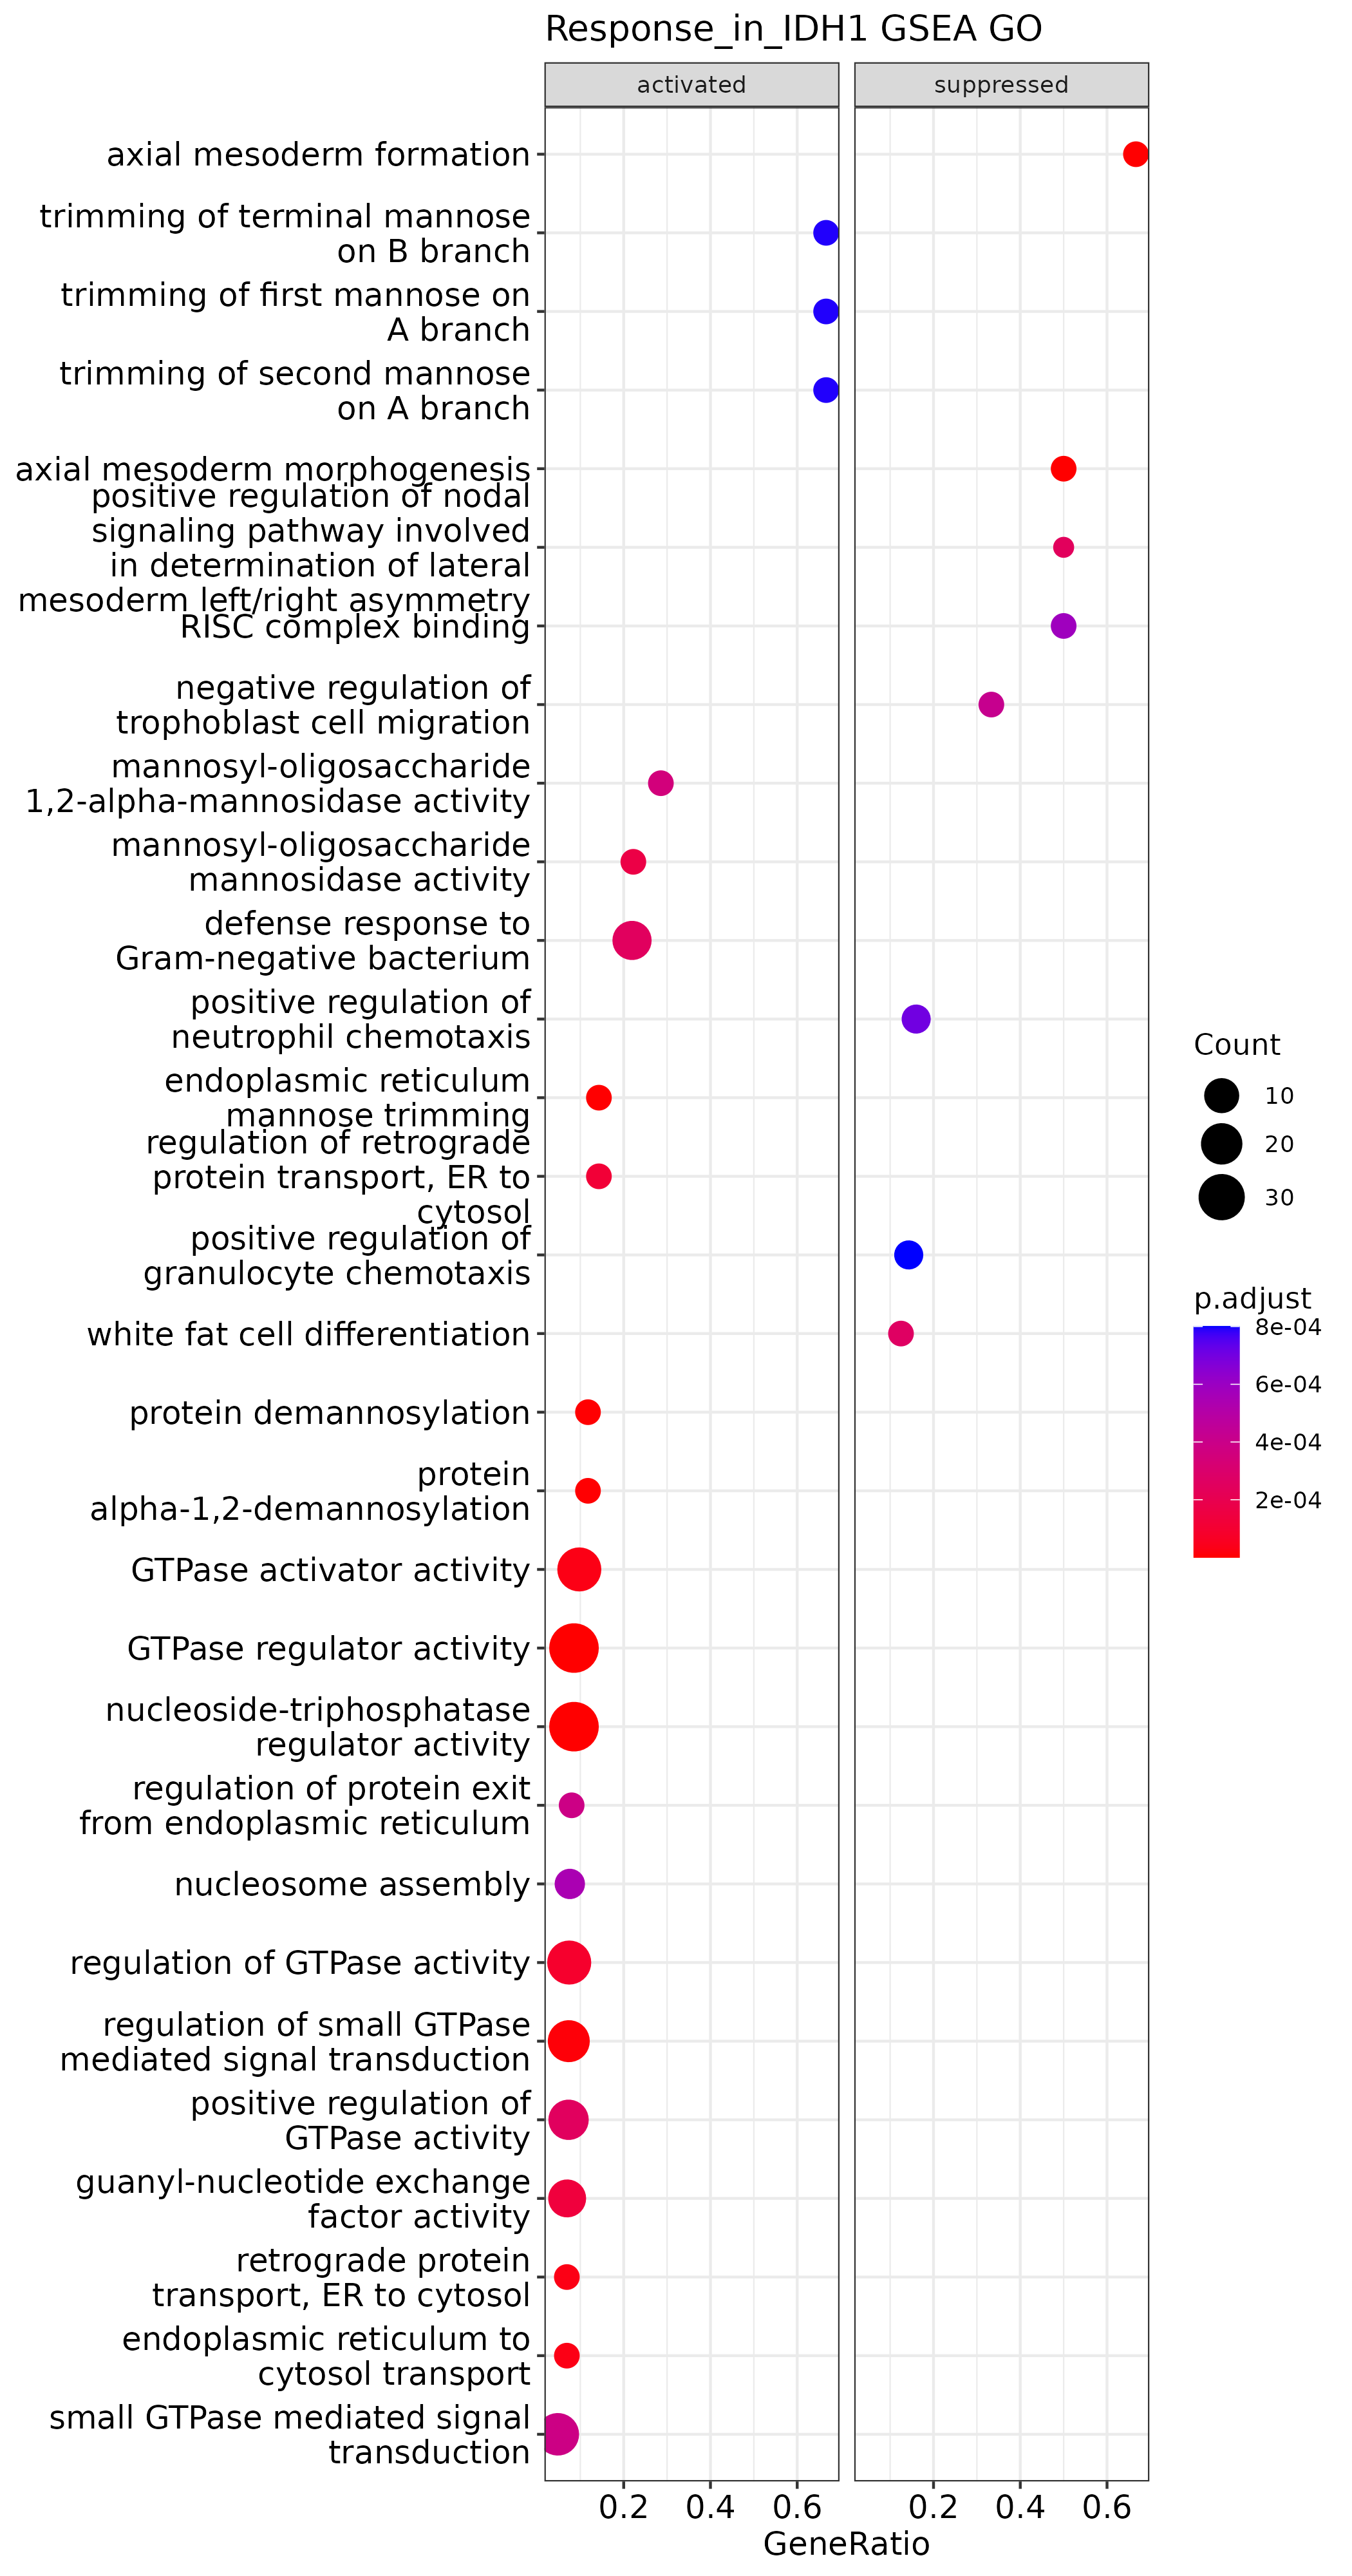 Response_in_IDH1 GSEA GO
activated
suppressed
axial mesoderm formation
trimming of terminal mannose
on B branch
trimming of first mannose on
A branch
trimming of second mannose
on A branch
axial mesoderm morphogenesis
positive regulation of nodal
signaling pathway involved
in determination of lateral
mesoderm left/right asymmetry
RISC complex binding
negative regulation of
trophoblast cell migration
mannosyl-oligosaccharide
1,2-alpha-mannosidase activity
mannosyl-oligosaccharide
mannosidase activity
defense response to
Gram-negative bacterium
positive regulation of
neutrophil chemotaxis
endoplasmic reticulum
mannose trimming
regulation of retrograde
protein transport, ER to
cytosol
positive regulation of
granulocyte chemotaxis
white fat cell differentiation
protein demannosylation
protein
alpha-1,2-demannosylation
GTPase activator activity
GTPase regulator activity
nucleoside-triphosphatase
regulator activity
regulation of protein exit
from endoplasmic reticulum
nucleosome assembly
regulation of GTPase activity
regulation of small GTPase
mediated signal transduction
positive regulation of
GTPase activity
guanyl-nucleotide exchange
factor activity
retrograde protein
transport, ER to cytosol
endoplasmic reticulum to
cytosol transport
small GTPase mediated signal
transduction
0.2 0.4 0.6
0.2 0.4 0.6
GeneRatio
Count
10
20
30
p.adjust
8e-04
6e-04
4e-04
2e-04